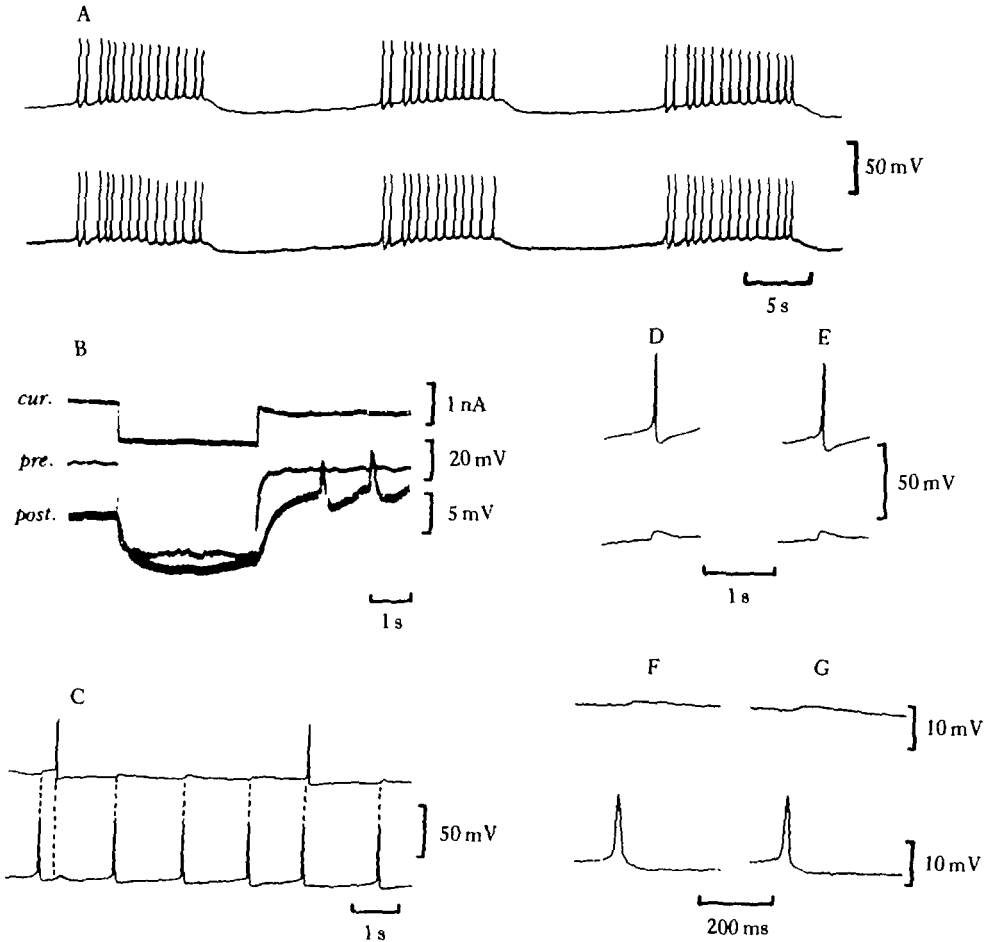 A
50 mV
5 s
B
cur.
1 nA
pre.
20 mV
post.
5 mV
1 s
D
E
50 mV
1 s
C
50 mV
1 s
F
G
10 mV
10 mV
200 ms